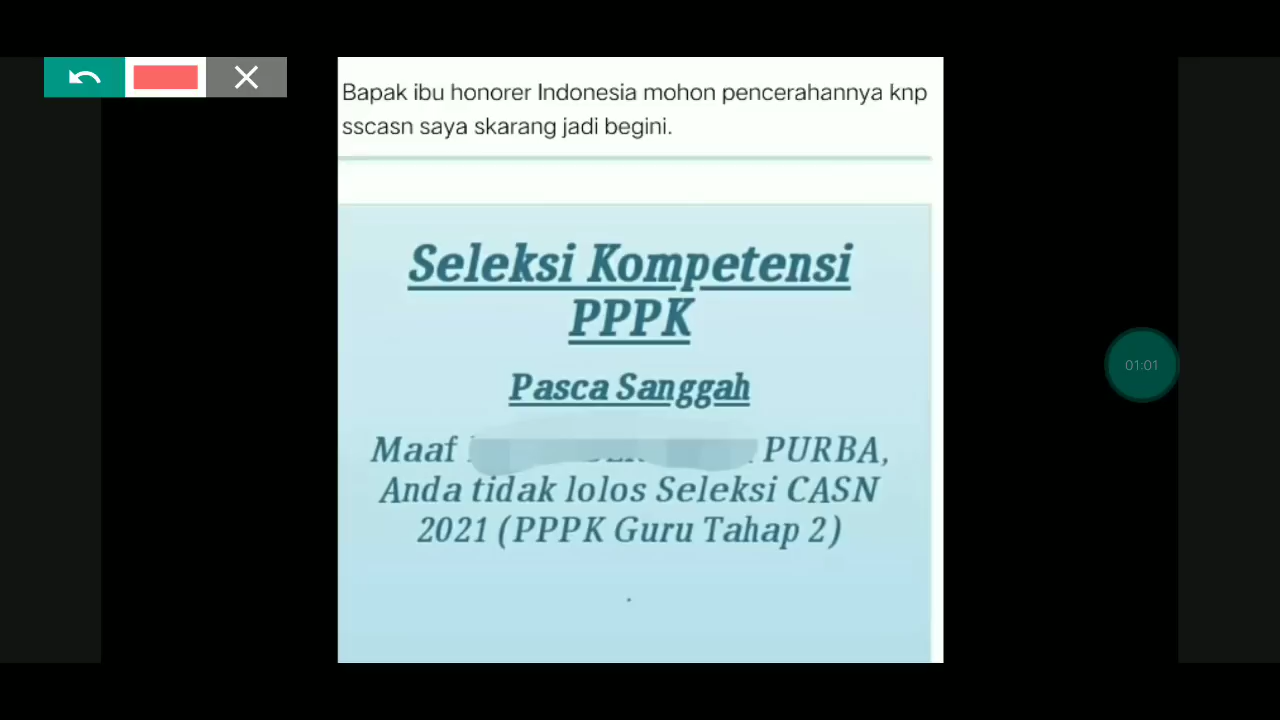 Bapak ibu honorer Indonesia mohon pencerahannya knp
sscasn saya skarang jadi begini.
Seleksi Kompetensi
PPPK
Pasca Sanggah
Maaf PURBA,
Anda tidak lolos Seleksi CASN
2021 (PPPK Guru Tahap 2)
.
01:01